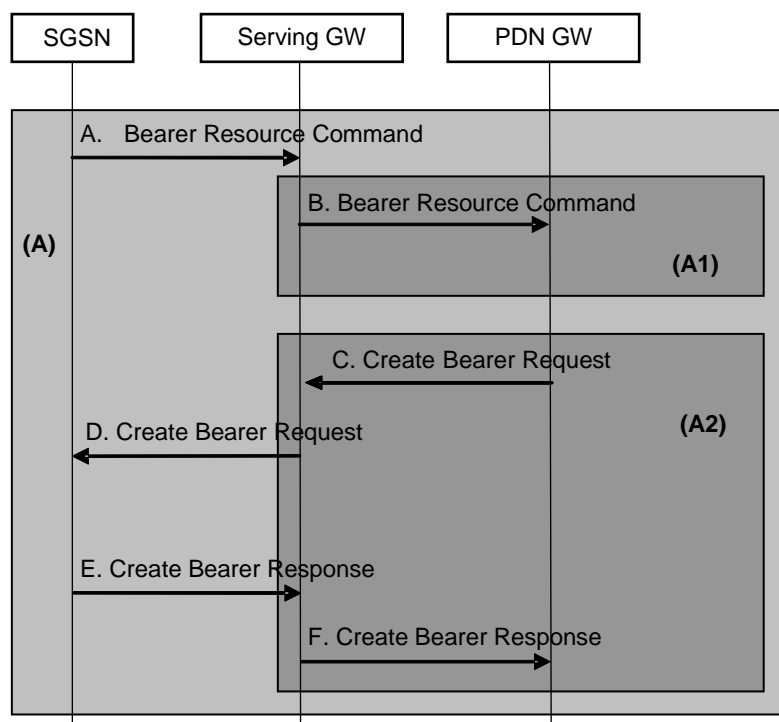 SGSN
Serving GW
PDN GW
A. Bearer Resource Command
B. Bearer Resource Command
(A)
(A1)
C. Create Bearer Request
(A2)
D. Create Bearer Request
E. Create Bearer Response
F. Create Bearer Response